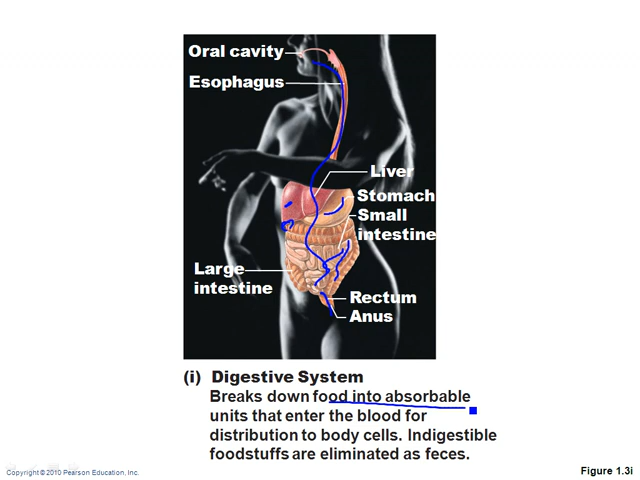 Oral cavity
Esophagus
Liver
Stomach
Small
intestine
Large
intestine
Rectum
Anus
(i) Digestive System
Breaks down food into absorbable
units that enter the blood for
distribution to body cells. Indigestible
foodstuffs are eliminated as feces.
Copyright © 2010 Pearson Education, Inc.
Figure 1.3i